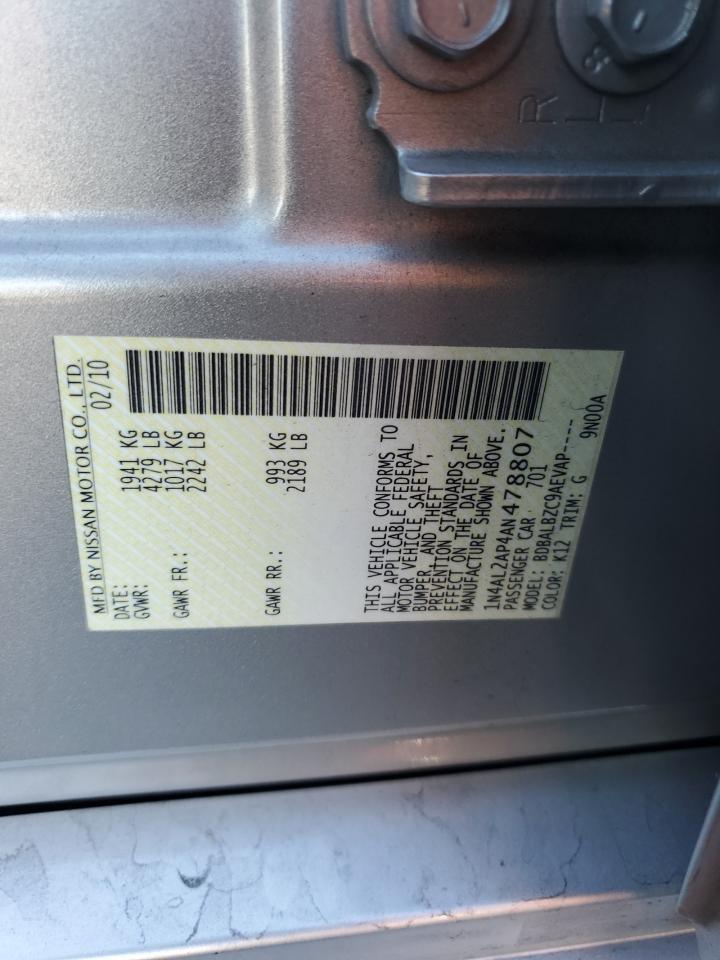 MFD BY NISSAN MOTOR CO., LTD.
DATE: 02/10
GVWR: 1941 KG
4279 LB
GAWR FR.: 1017 KG
2242 LB
GAWR RR.: 993 KG
2189 LB
THIS VEHICLE CONFORMS TO
ALL APPLICABLE FEDERAL
MOTOR VEHICLE SAFETY,
BUMPER, AND THEFT
PREVENTION STANDARDS IN
EFFECT ON THE DATE OF
MANUFACTURE SHOWN ABOVE.
1N4AL2AP4AN478807
PASSENGER CAR 701
MODEL: BDBALBZC9AEVAP----
COLOR: K12 TRIM: G 9N00A
R
L
8